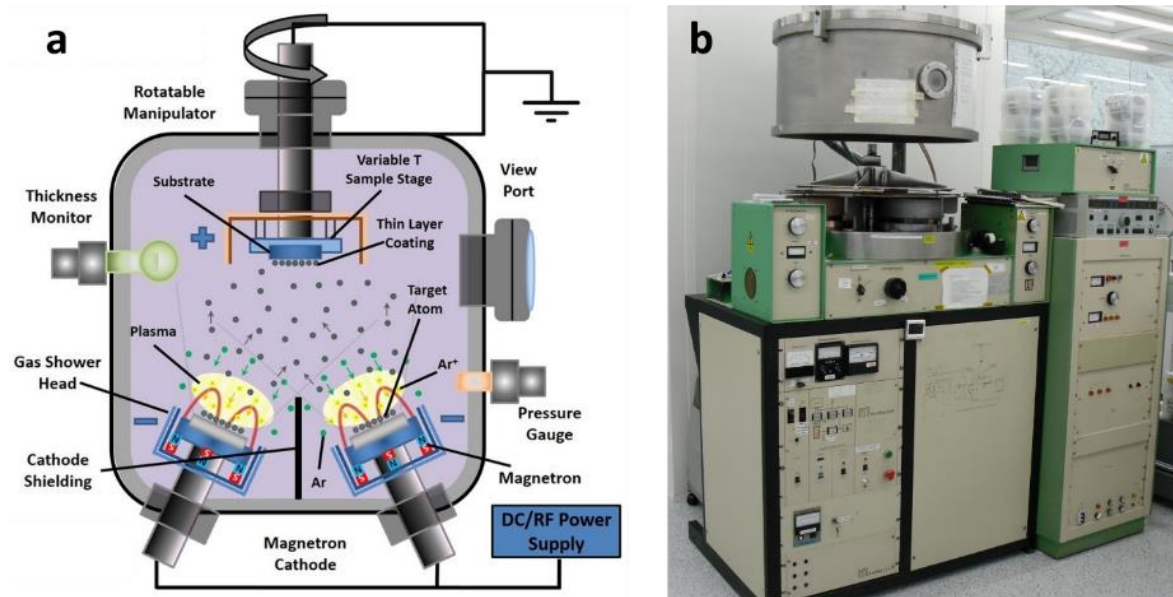 a
b
Rotatable
Manipulator
Variable T
Sample Stage
Substrate
View
Port
Thickness
Monitor
Thin Layer
Coating
Target
Atom
Plasma
Gas Shower
Head
Ar⁺
Pressure
Gauge
Cathode
Shielding
Ar
Magnetron
N
S
N
S
N
S
N
S
N
S
N
S
Magnetron
Cathode
DC/RF Power
Supply